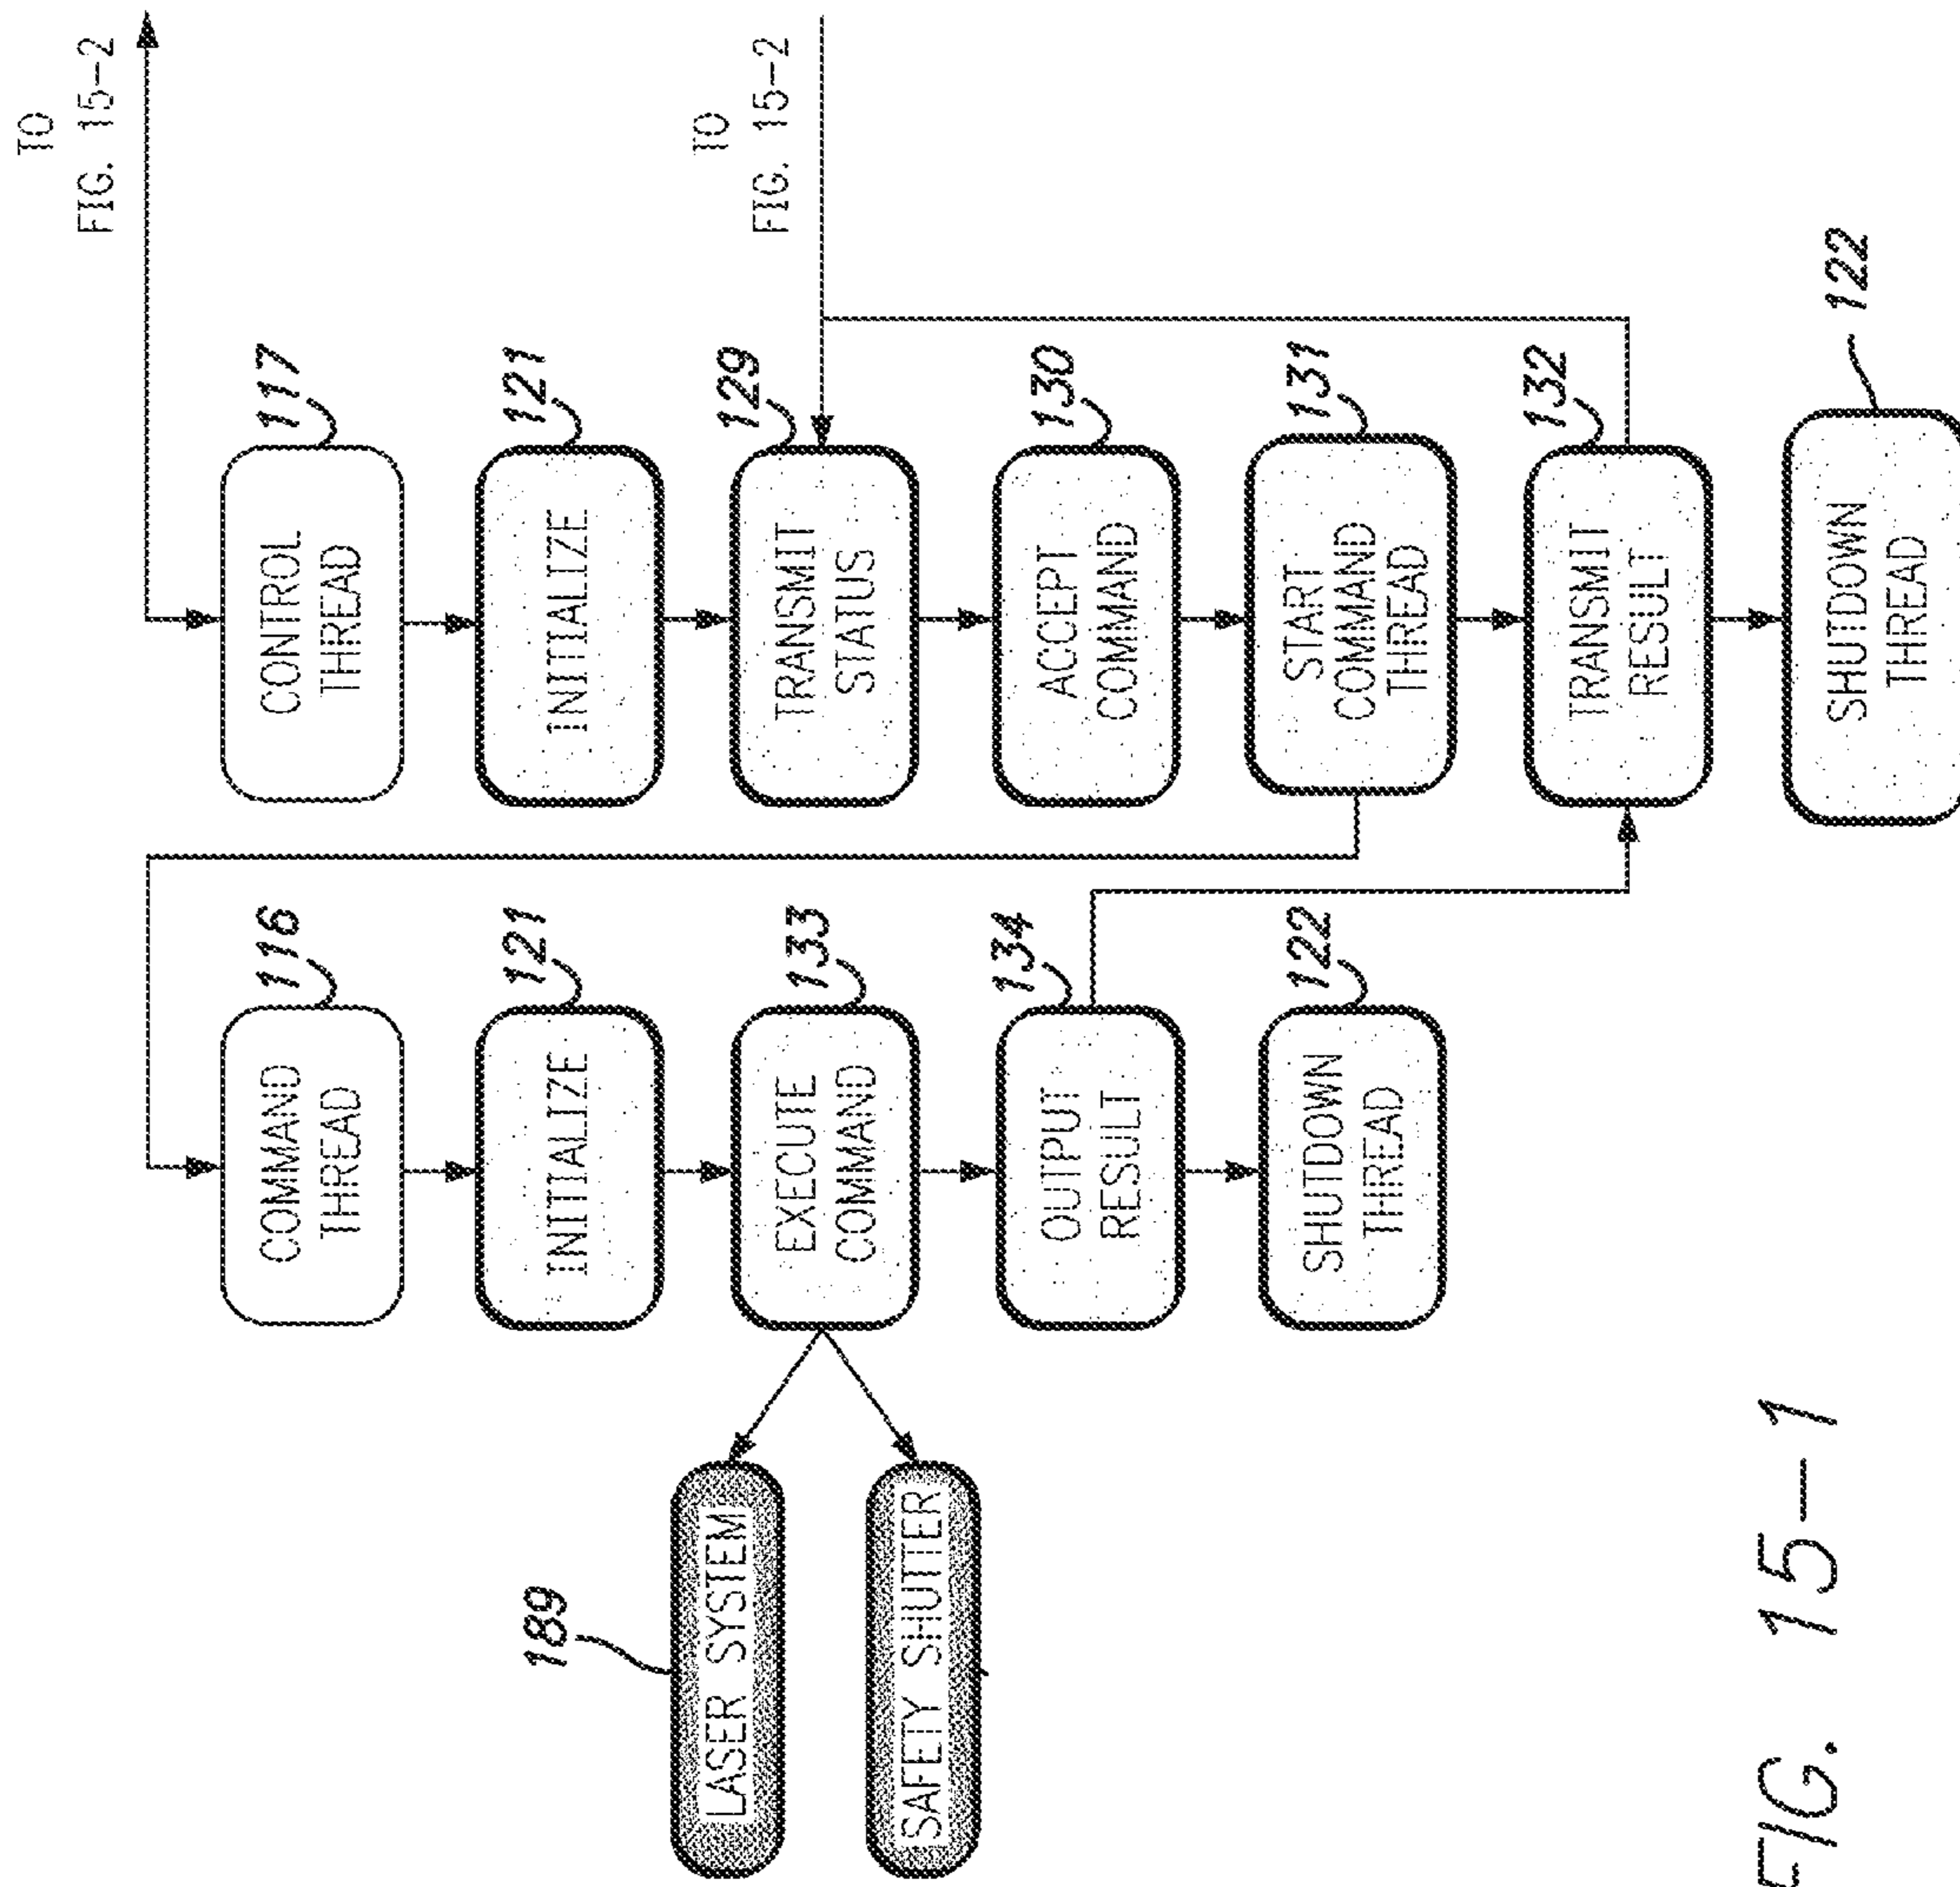 TO
FIG. 15-2
TO
FIG. 15-2
117
CONTROL
THREAD
121
INITIALIZE
129
TRANSMIT
STATUS
130
ACCEPT
COMMAND
131
START
COMMAND
THREAD
132
TRANSMIT
RESULT
122
SHUTDOWN
THREAD
116
COMMAND
THREAD
121
INITIALIZE
133
EXECUTE
COMMAND
134
OUTPUT
RESULT
122
SHUTDOWN
THREAD
189
LASER SYSTEM
SAFETY SHUTTER
FIG. 15-1